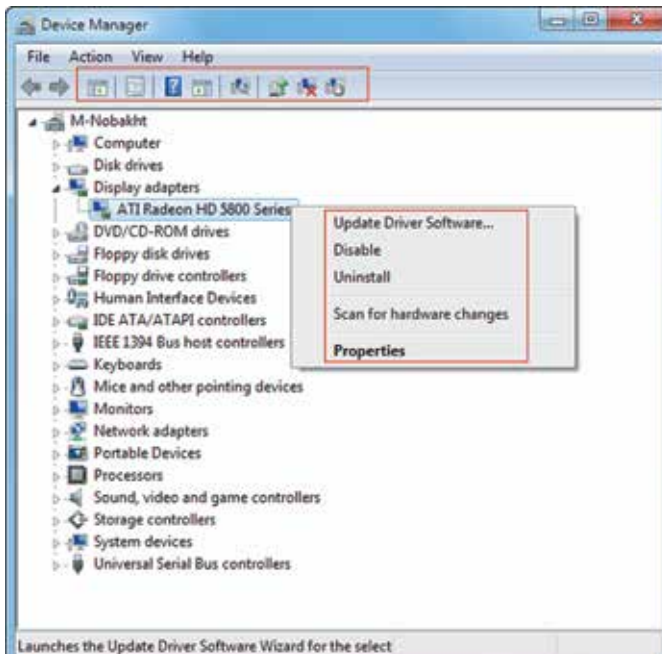 Device Manager
File Action View Help
M-Nobakht
Computer
Disk drives
Display adapters
ATI Radeon HD 5800 Series
DVD/CD-ROM drives
Floppy disk drives
Floppy drive controllers
Human Interface Devices
IDE ATA/ATAPI controllers
IEEE 1394 Bus host controllers
Keyboards
Mice and other pointing devices
Monitors
Network adapters
Portable Devices
Processors
Sound, video and game controllers
Storage controllers
System devices
Universal Serial Bus controllers
Update Driver Software...
Disable
Uninstall
Scan for hardware changes
Properties
Launches the Update Driver Software Wizard for the select